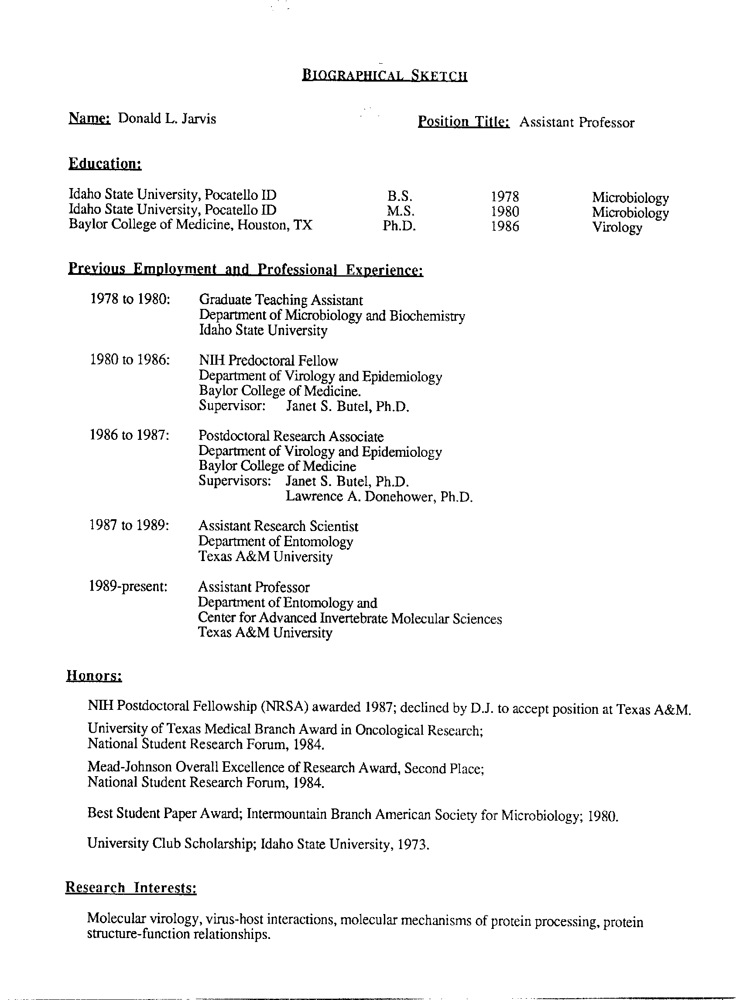 BIOGRAPHICAL SKETCH
Name: Donald L. Jarvis Position Title: Assistant Professor
Education:
Idaho State University, Pocatello ID B.S. 1978 Microbiology
Idaho State University, Pocatello ID M.S. 1980 Microbiology
Baylor College of Medicine, Houston, TX Ph.D. 1986 Virology
Previous Employment and Professional Experience:
1978 to 1980: Graduate Teaching Assistant
Department of Microbiology and Biochemistry
Idaho State University
1980 to 1986: NIH Predoctoral Fellow
Department of Virology and Epidemiology
Baylor College of Medicine.
Supervisor: Janet S. Butel, Ph.D.
1986 to 1987: Postdoctoral Research Associate
Department of Virology and Epidemiology
Baylor College of Medicine
Supervisors: Janet S. Butel, Ph.D.
Lawrence A. Donehower, Ph.D.
1987 to 1989: Assistant Research Scientist
Department of Entomology
Texas A&M University
1989-present: Assistant Professor
Department of Entomology and
Center for Advanced Invertebrate Molecular Sciences
Texas A&M University
Honors:
NIH Postdoctoral Fellowship (NRSA) awarded 1987; declined by D.J. to accept position at Texas A&M.
University of Texas Medical Branch Award in Oncological Research;
National Student Research Forum, 1984.
Mead-Johnson Overall Excellence of Research Award, Second Place;
National Student Research Forum, 1984.
Best Student Paper Award; Intermountain Branch American Society for Microbiology; 1980.
University Club Scholarship; Idaho State University, 1973.
Research Interests:
Molecular virology, virus-host interactions, molecular mechanisms of protein processing, protein
structure-function relationships.